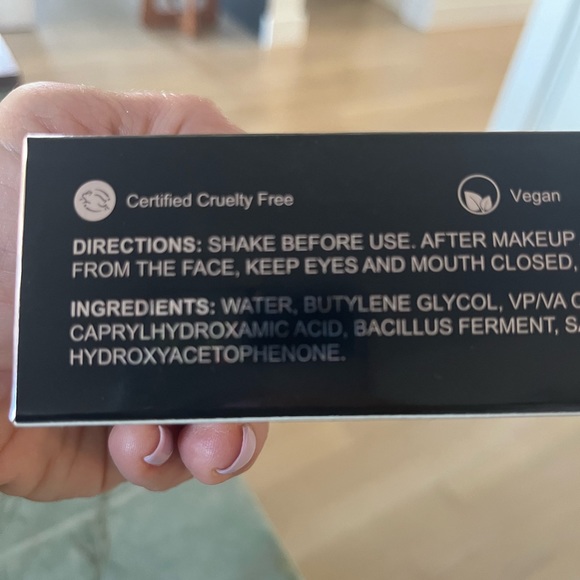 Certified Cruelty Free
Vegan
DIRECTIONS: SHAKE BEFORE USE. AFTER MAKEUP
FROM THE FACE, KEEP EYES AND MOUTH CLOSED,
INGREDIENTS: WATER, BUTYLENE GLYCOL, VP/VA
CAPRYLHYDROXAMIC ACID, BACILLUS FERMENT,
HYDROXYACETOPHENONE.